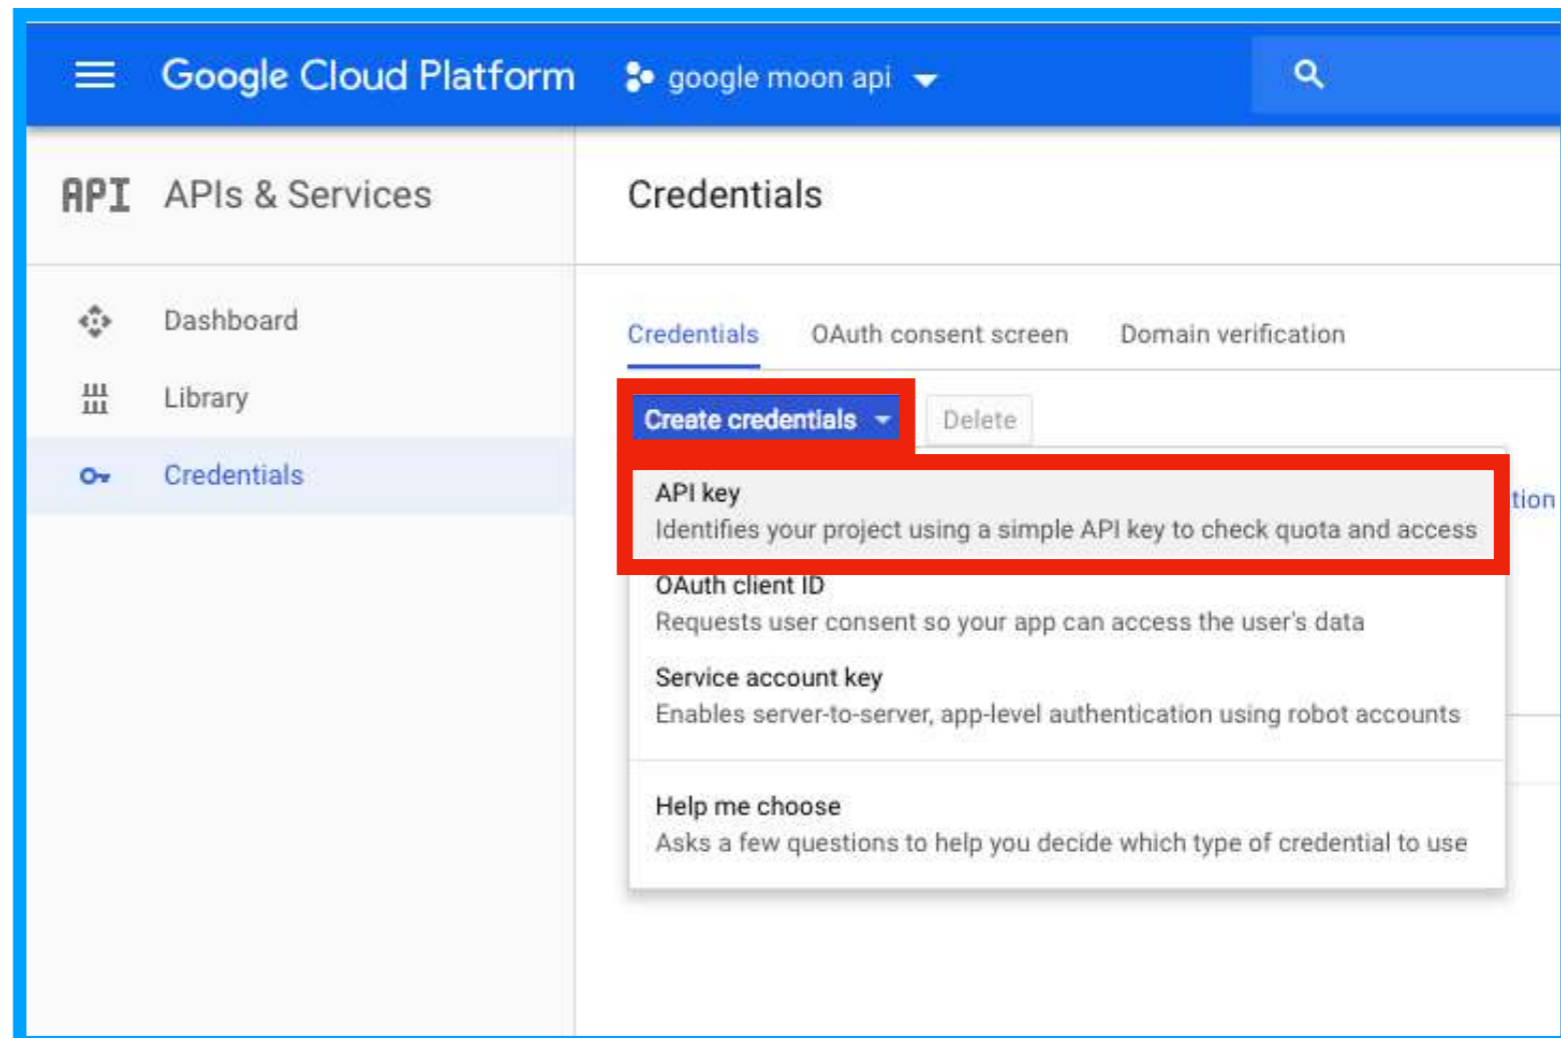 Google Cloud Platform google moon api
API APIs & Services
Credentials
Dashboard
Library
Credentials
Credentials OAuth consent screen Domain verification
Create credentials Delete
API key
Identifies your project using a simple API key to check quota and access
tion
OAuth client ID
Requests user consent so your app can access the user's data
Service account key
Enables server-to-server, app-level authentication using robot accounts
Help me choose
Asks a few questions to help you decide which type of credential to use